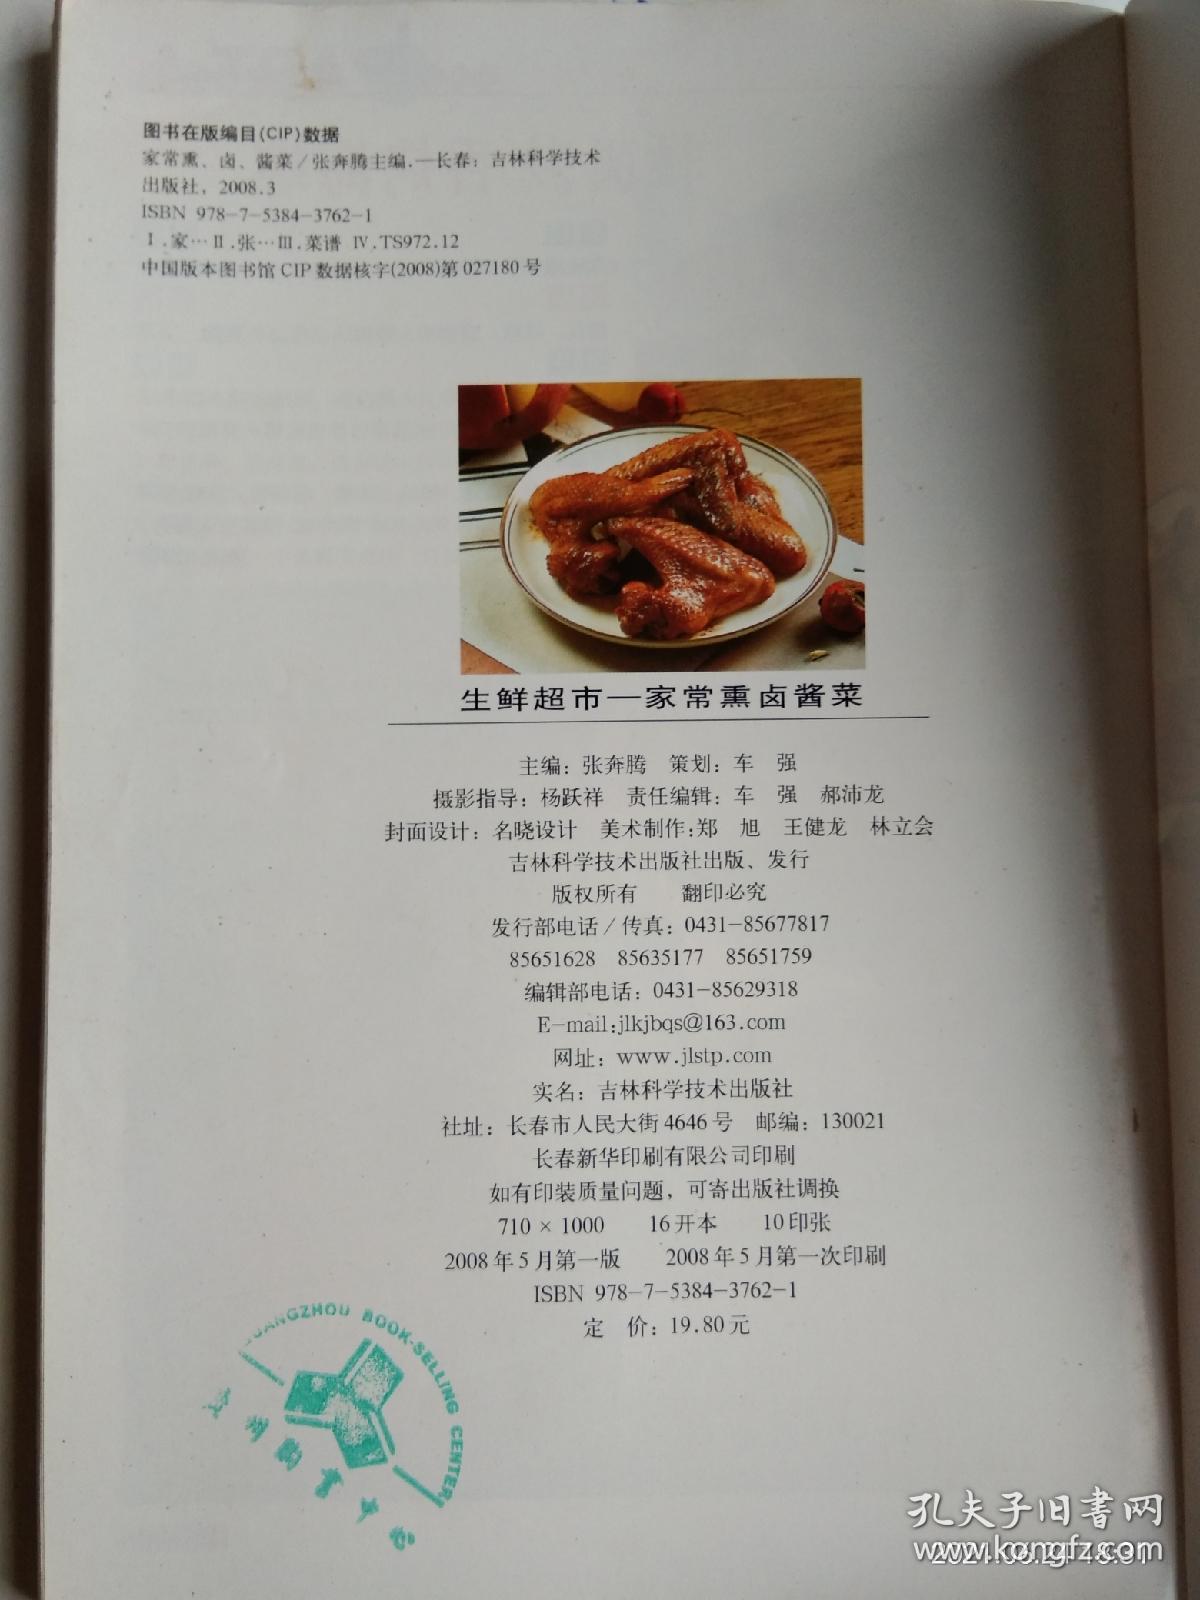 图书在版编目(CIP)数据
家常熏、卤、酱菜/张奔腾主编.—长春：吉林科学技术
出版社，2008.3
ISBN 978-7-5384-3762-1
Ⅰ.家… Ⅱ.张… Ⅲ.菜谱 Ⅳ.TS972.12
中国版本图书馆CIP数据核字(2008)第027180号
生鲜超市—家常熏卤酱菜
主编：张奔腾 策划：车 强
摄影指导：杨跃祥 责任编辑：车 强 郝沛龙
封面设计：名晓设计 美术制作:郑 旭 王健龙 林立会
吉林科学技术出版社出版、发行
版权所有 翻印必究
发行部电话/传真：0431-85677817
85651628 85635177 85651759
编辑部电话：0431-85629318
E-mail:jlkjbqs@163.com
网址：www.jlstp.com
实名：吉林科学技术出版社
社址：长春市人民大街4646号 邮编：130021
长春新华印刷有限公司印刷
如有印装质量问题，可寄出版社调换
710×1000 16开本 10印张
2008年5月第一版 2008年5月第一次印刷
ISBN 978-7-5384-3762-1
定 价：19.80元
GUANGZHOU BOOK-SELLING CENTER
广州购书中心
孔夫子旧书网
www.kongfz.com